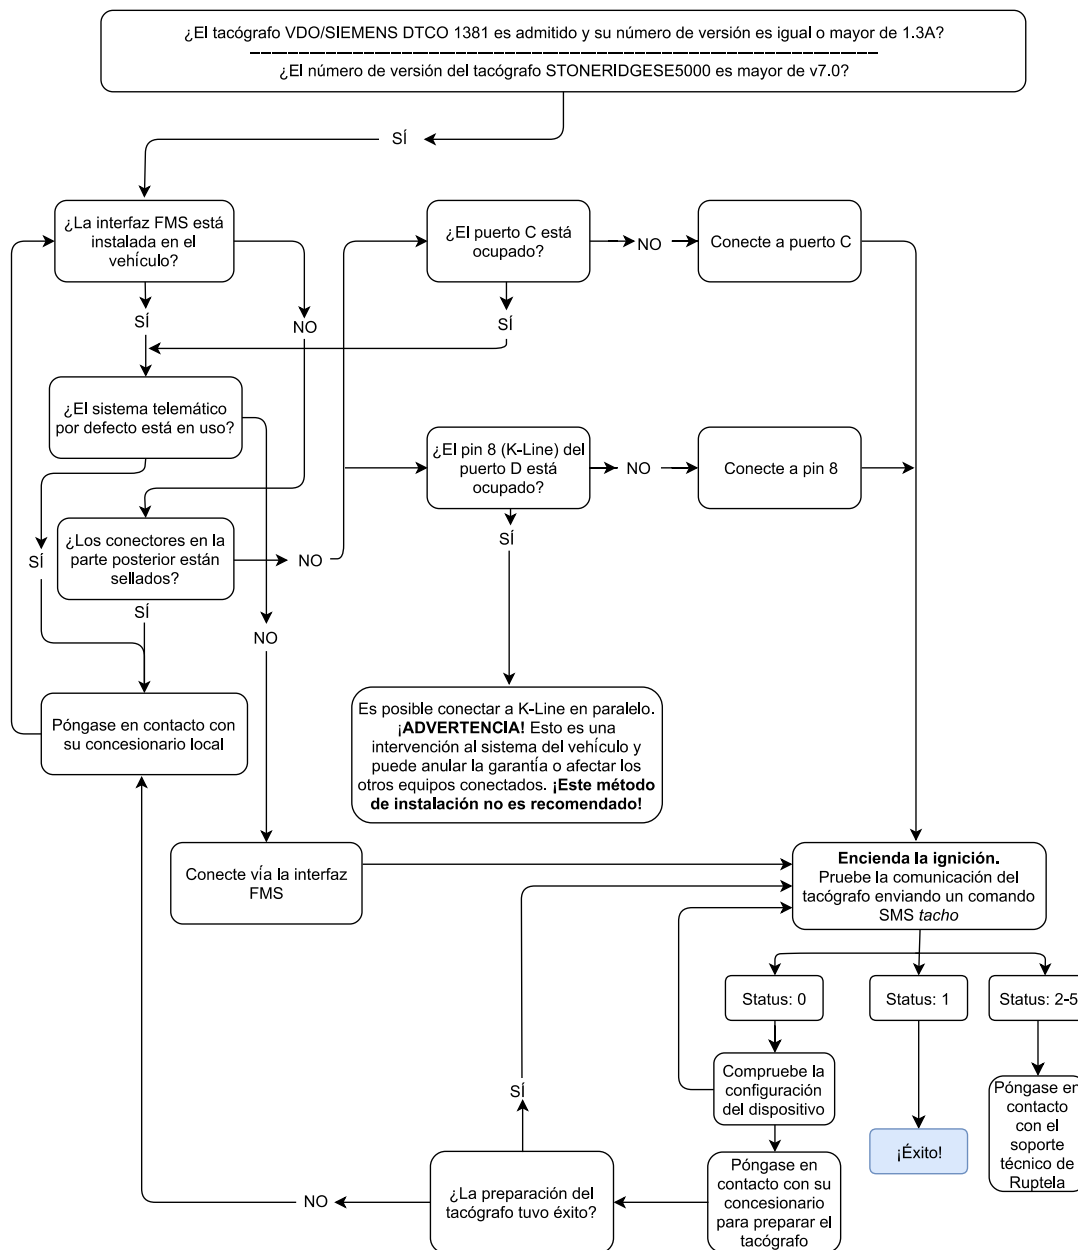 ¿El tacógrafo VDO/SIEMENS DTCO 1381 es admitido y su número de versión es igual o mayor de 1.3A?
¿El número de versión del tacógrafo STONERIDGESE5000 es mayor de v7.0?
SÍ
¿La interfaz FMS está
instalada en el
vehículo?
¿El puerto C está
ocupado?
NO
Conecte a puerto C
SÍ
NO
SÍ
¿El sistema telemático
por defecto está en uso?
¿El pin 8 (K-Line) del
puerto D está
ocupado?
NO
Conecte a pin 8
SÍ
¿Los conectores en la
parte posterior están
sellados?
NO
SÍ
SÍ
NO
Póngase en contacto con
su concesionario local
Es posible conectar a K-Line en paralelo.
¡ADVERTENCIA! Esto es una
intervención al sistema del vehículo y
puede anular la garantía o afectar los
otros equipos conectados. ¡Este método
de instalación no es recomendado!
Conecte vía la interfaz
FMS
Encienda la ignición.
Pruebe la comunicación del
tacógrafo enviando un comando
SMS tacho
Status: 0
Status: 1
Status: 2-5
Compruebe la
configuración
del dispositivo
SÍ
¡Éxito!
Póngase en
contacto
con el
soporte
técnico de
Ruptela
Póngase en
contacto con su
concesionario
para preparar el
tacógrafo
¿La preparación del
tacógrafo tuvo éxito?
NO